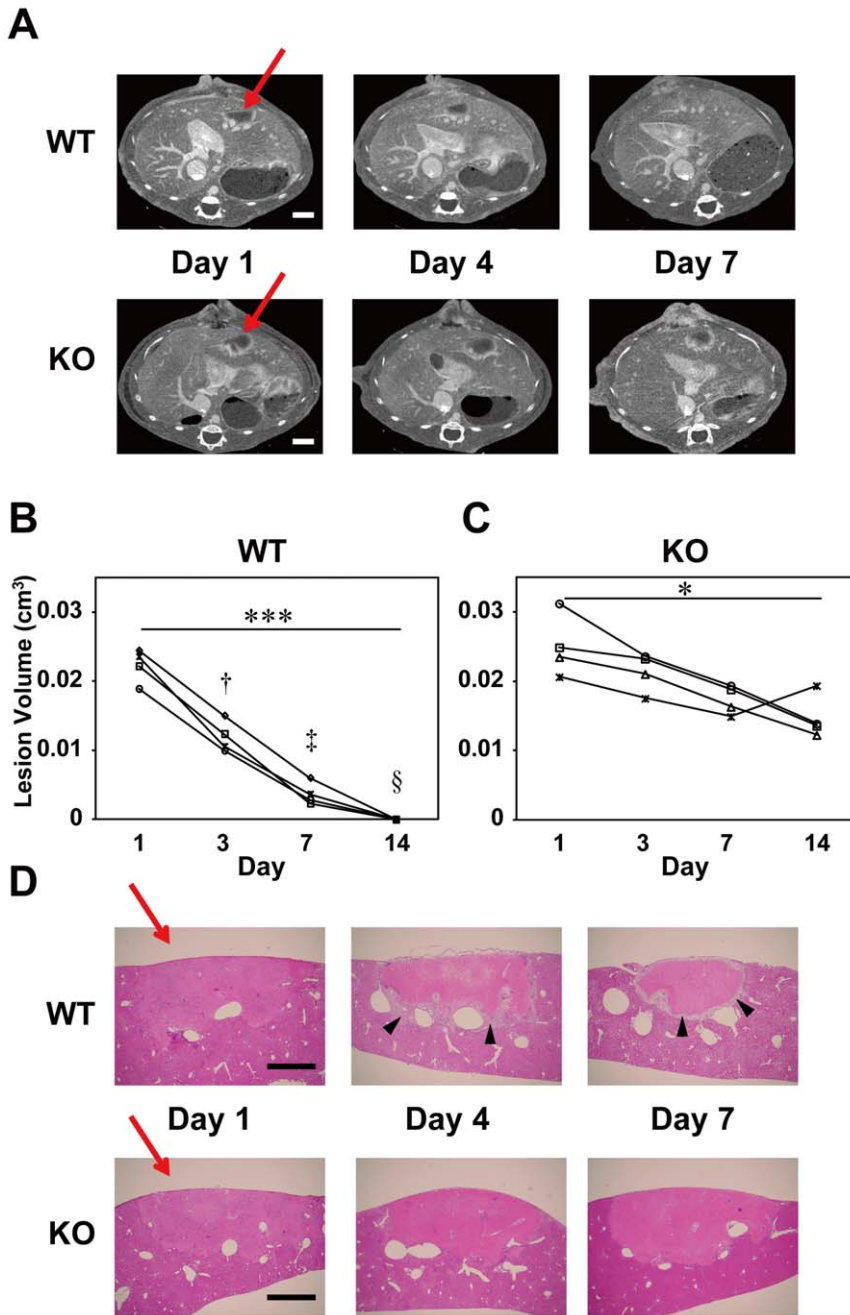 A
WT
Day 1
Day 4
Day 7
KO
B
WT
Lesion Volume (cm³)
0.03
0.02
0.01
0
***
†
‡
§
1
3
7
14
Day
C
KO
0.03
0.02
0.01
0
*
1
3
7
14
Day
D
WT
Day 1
Day 4
Day 7
KO